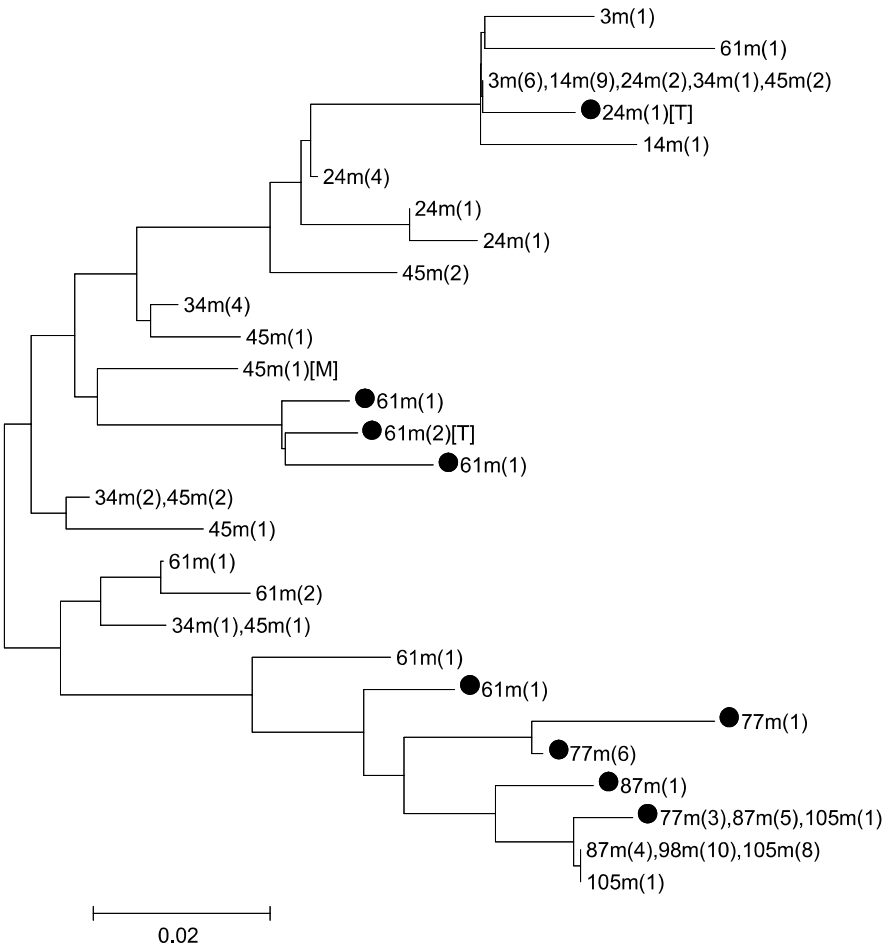 3m(1)
61m(1)
3m(6),14m(9),24m(2),34m(1),45m(2)
24m(1)[T]
14m(1)
24m(4)
24m(1)
24m(1)
45m(2)
34m(4)
45m(1)
45m(1)[M]
61m(1)
61m(2)[T]
61m(1)
34m(2),45m(2)
45m(1)
61m(1)
61m(2)
34m(1),45m(1)
61m(1)
61m(1)
77m(1)
77m(6)
87m(1)
77m(3),87m(5),105m(1)
87m(4),98m(10),105m(8)
105m(1)
0.02